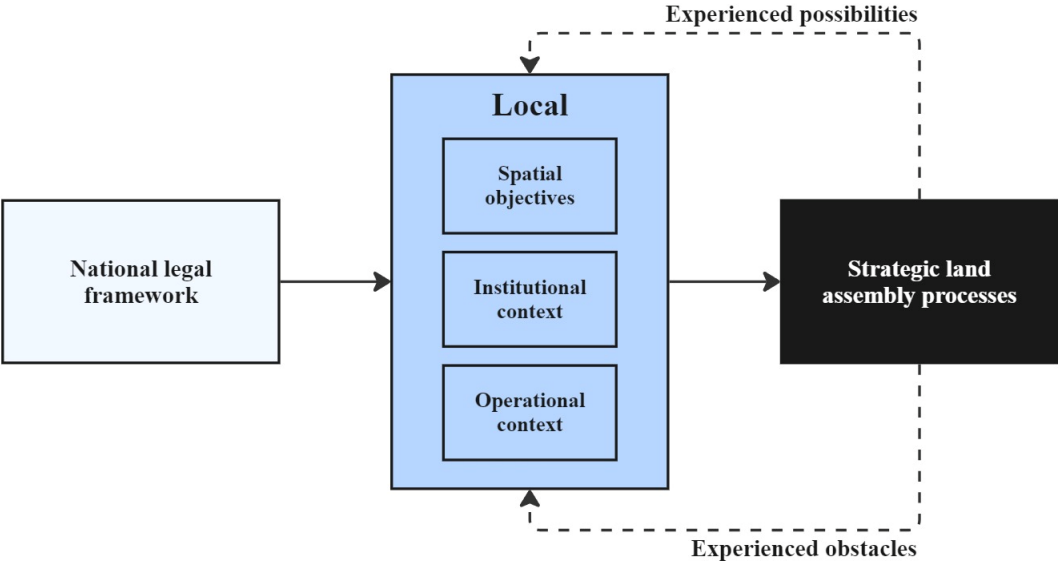 Experienced possibilities
Local
Spatial
objectives
National legal
framework
Institutional
context
Strategic land
assembly processes
Operational
context
Experienced obstacles